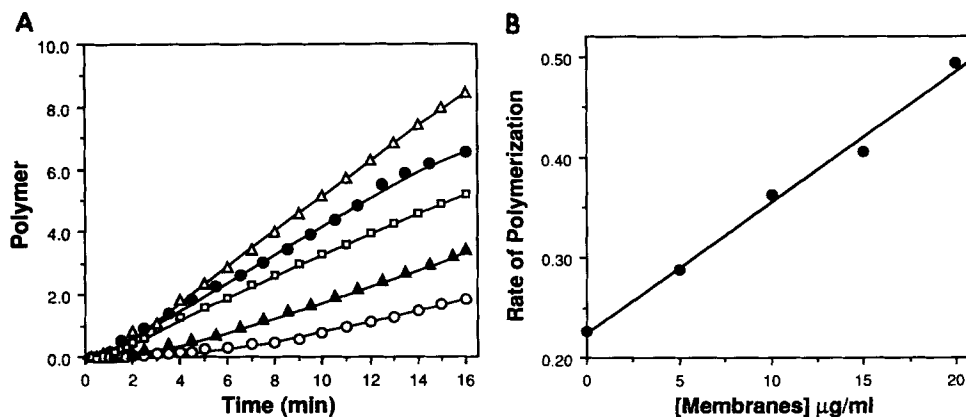 A
Polymer
10.0
8.0
6.0
4.0
2.0
0.0
0 2 4 6 8 10 12 14 16
Time (min)
B
Rate of Polymerization
0.50
0.40
0.30
0.20
0 5 10 15 20
[Membranes] µg/ml